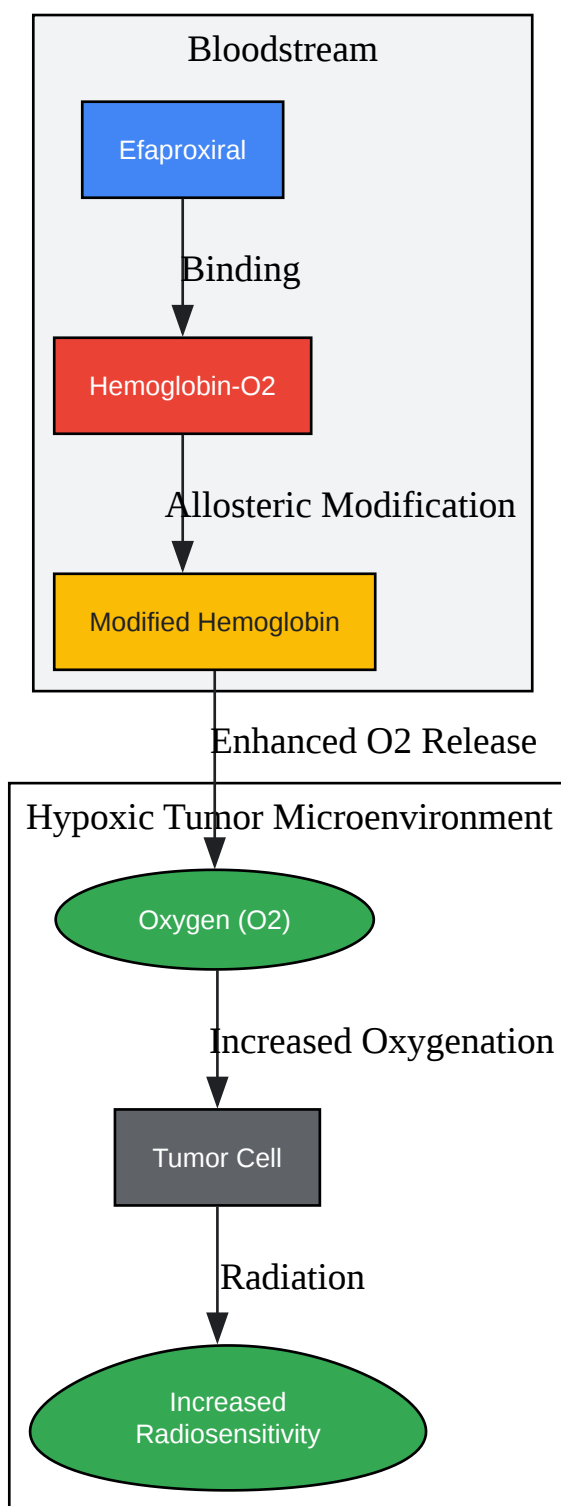 Bloodstream
Efaproxiral
Binding
Hemoglobin-O2
Allosteric Modification
Modified Hemoglobin
Enhanced O2 Release
Hypoxic Tumor Microenvironment
Oxygen (O2)
Increased Oxygenation
Tumor Cell
Radiation
Increased
Radiosensitivity